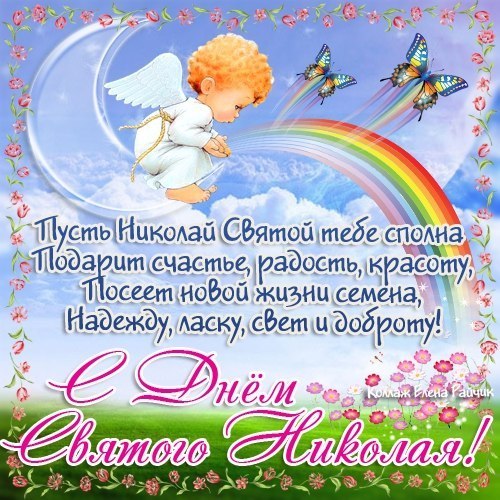 Пусть Николай Святой тебе сполна
Подарит счастье, радость, красоту,
Посеет новой жизни семена,
Надежду, ласку, свет и доброту!
Коллаж Елена Райчик
С Днём
Святого Николая!